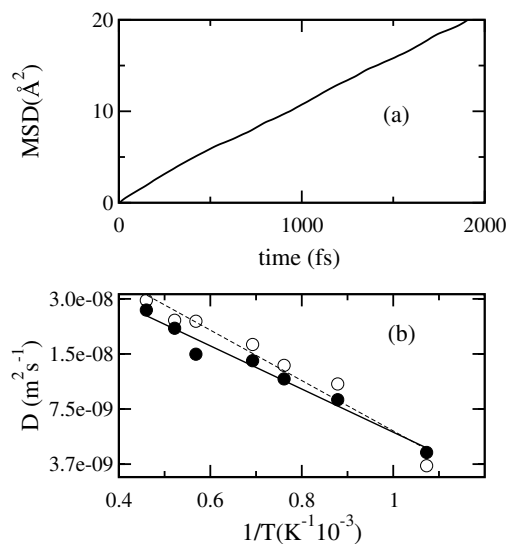 20
10
0
MSD(Å²)
(a)
0
1000
2000
time (fs)
3.0e-08
1.5e-08
7.5e-09
3.7e-09
D (m²s⁻¹)
(b)
0.4
0.6
0.8
1
1/T(K⁻¹10⁻³)